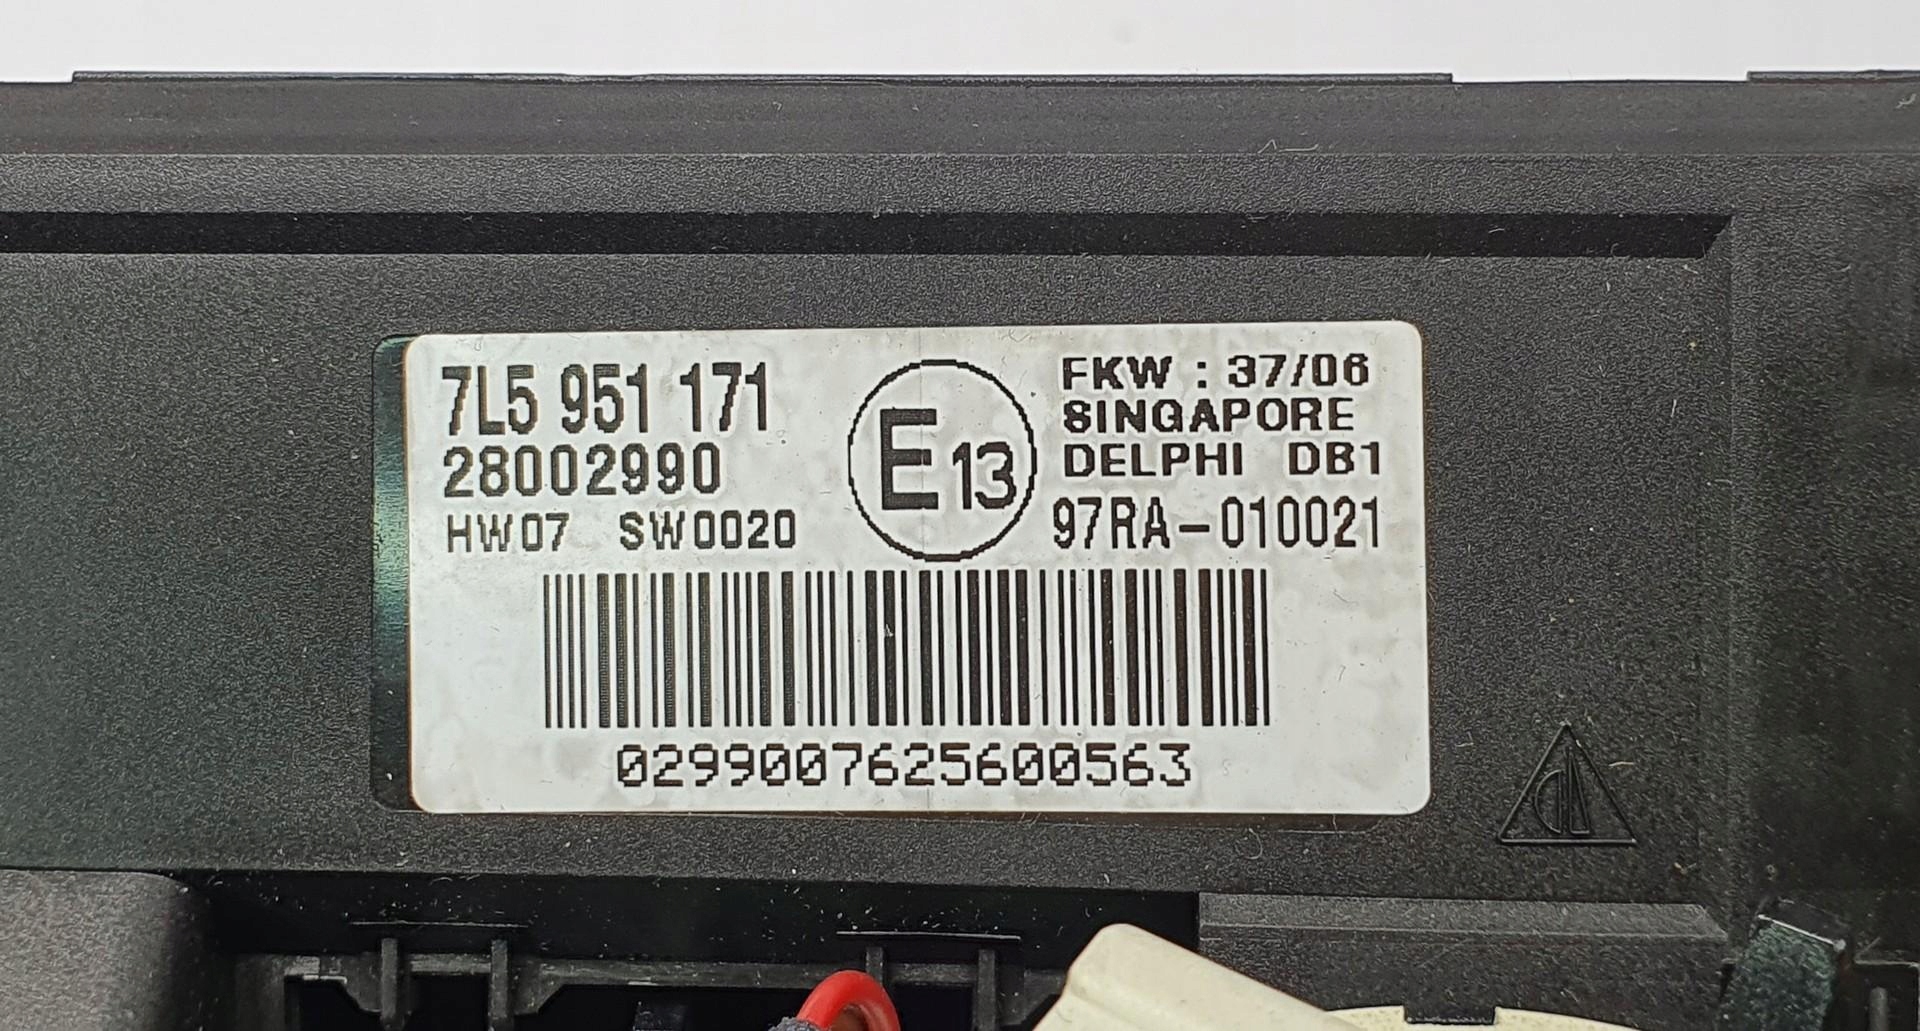 7L5 951 171
28002990
HW07 SW0020
E13
FKW : 37/06
SINGAPORE
DELPHI DB1
97RA-010021
0299007625600563